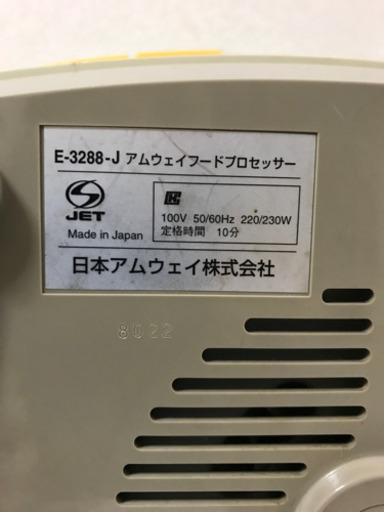 E-3288-J アムウェイフードプロセッサー
JET
Made in Japan
100V 50/60Hz 220/230W
定格時間 10分
日本アムウェイ株式会社
8022